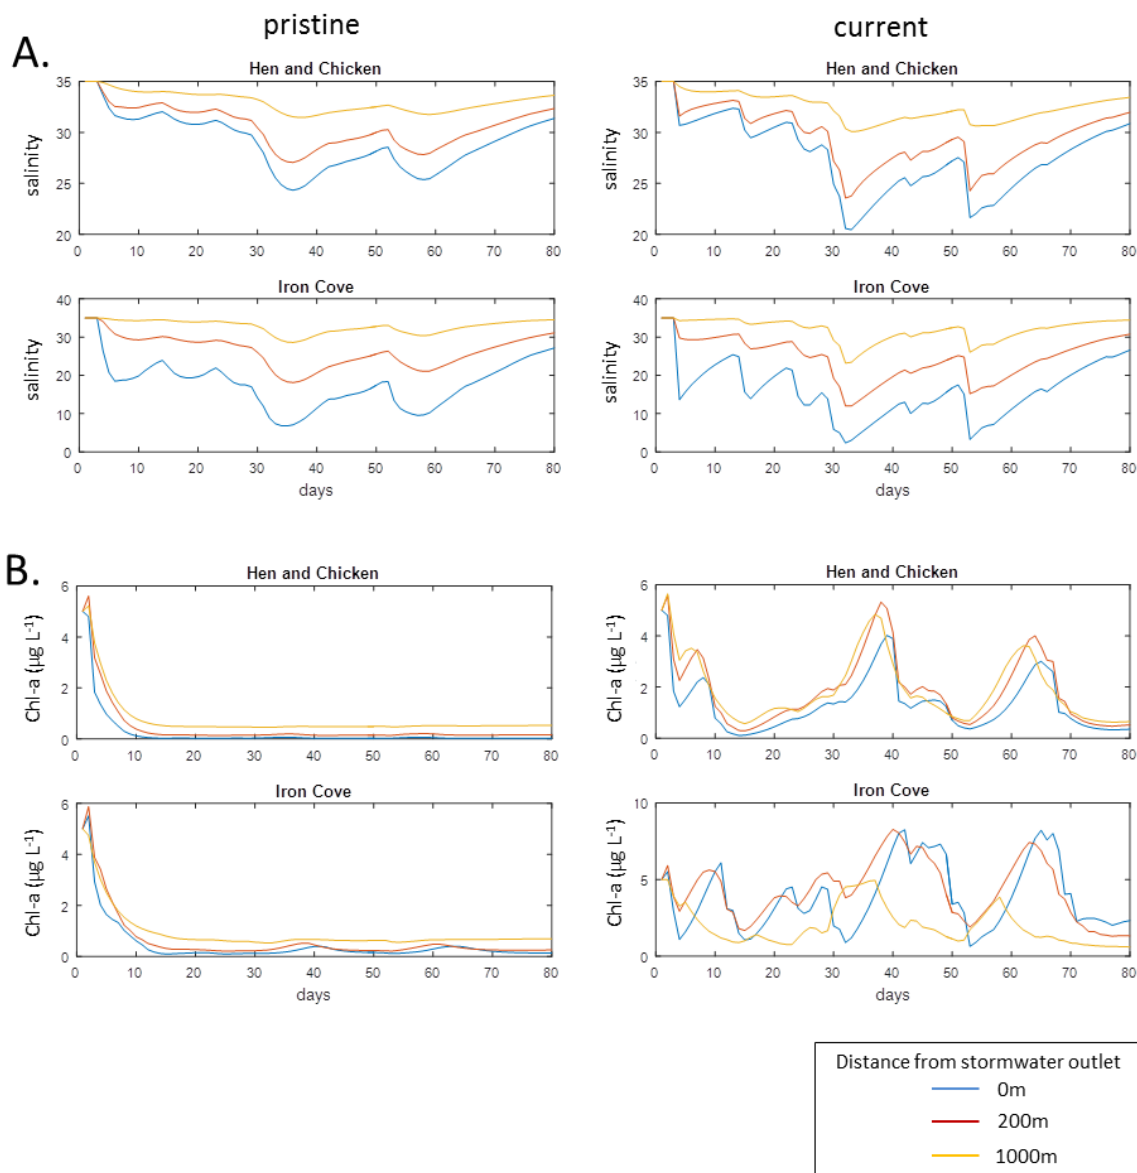 pristine
current
A.
Hen and Chicken
Hen and Chicken
35
30
25
20
salinity
0 10 20 30 40 50 60 70 80
35
30
25
20
salinity
0 10 20 30 40 50 60 70 80
Iron Cove
Iron Cove
40
30
20
10
0
salinity
0 10 20 30 40 50 60 70 80
days
40
30
20
10
0
salinity
0 10 20 30 40 50 60 70 80
days
B.
Hen and Chicken
Hen and Chicken
6
4
2
0
Chl-a (µg L⁻¹)
0 10 20 30 40 50 60 70 80
6
4
2
0
Chl-a (µg L⁻¹)
0 10 20 30 40 50 60 70 80
Iron Cove
Iron Cove
6
4
2
0
Chl-a (µg L⁻¹)
0 10 20 30 40 50 60 70 80
days
10
5
0
Chl-a (µg L⁻¹)
0 10 20 30 40 50 60 70 80
days
Distance from stormwater outlet
0m
200m
1000m